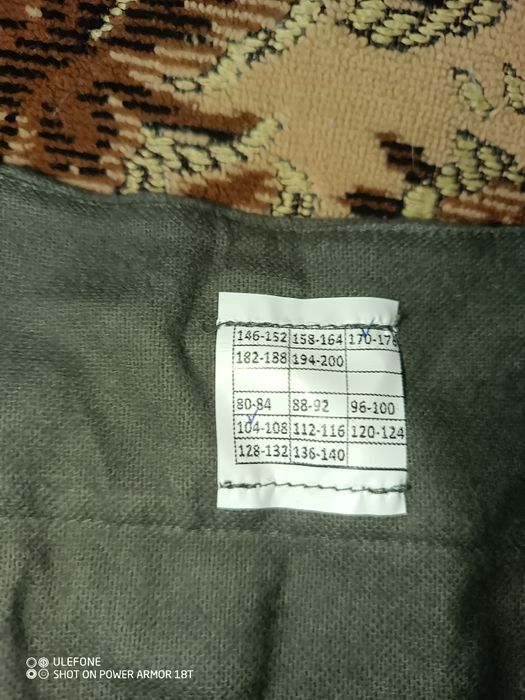 146-152 158-164 170-176
182-188 194-200
80-84 88-92 96-100
104-108 112-116 120-124
128-132 136-140
ULEFONE
SHOT ON POWER ARMOR 18T